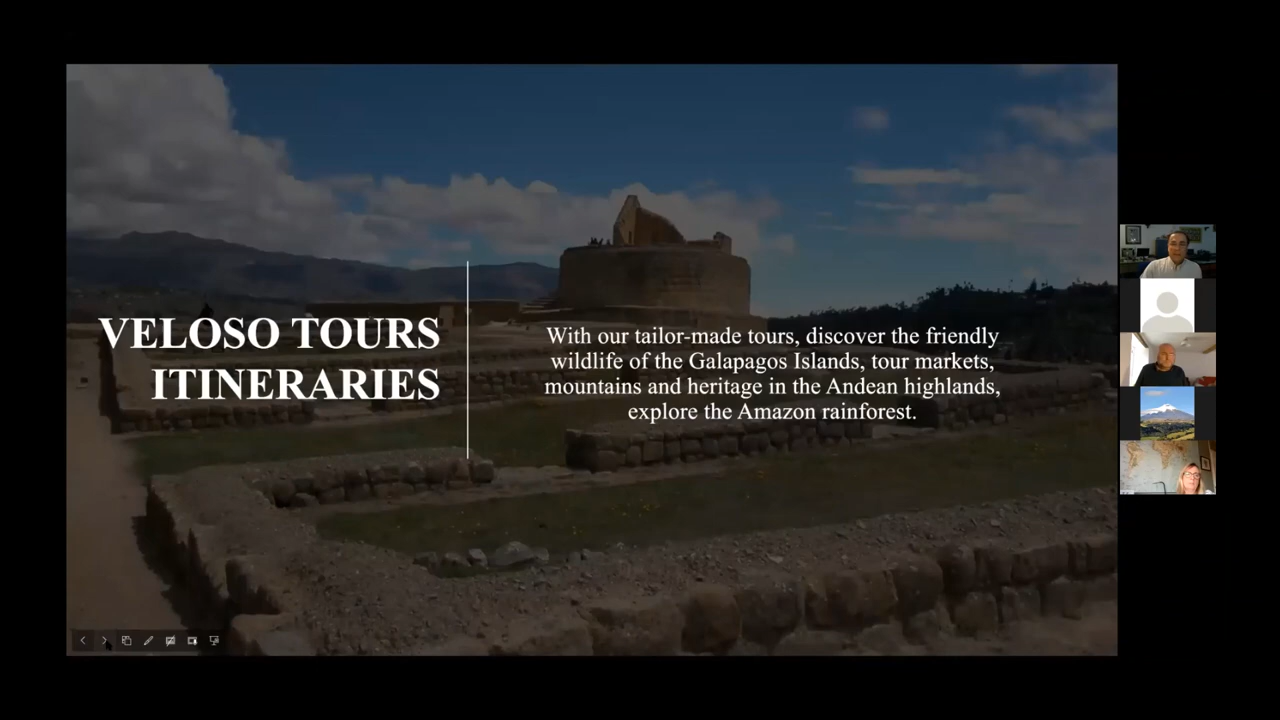 VELOSO TOURS
ITINERARIES
With our tailor-made tours, discover the friendly
wildlife of the Galapagos Islands, tour markets,
mountains and heritage in the Andean highlands,
explore the Amazon rainforest.